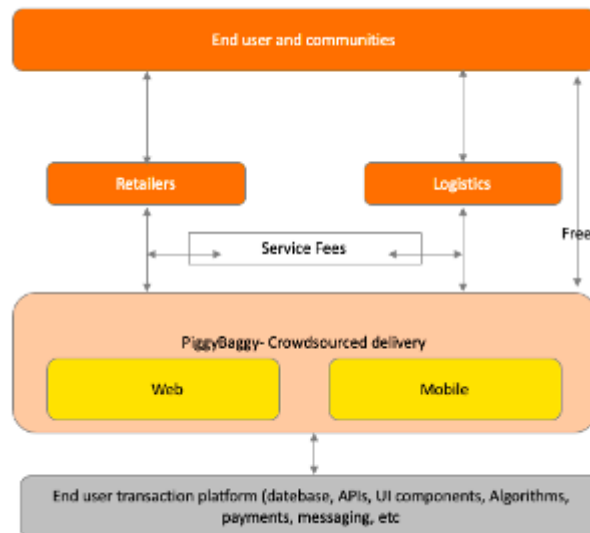 End user and communities
Retailers
Logistics
Free
Service Fees
PiggyBaggy- Crowdsourced delivery
Web
Mobile
End user transaction platform (datebase, APIs, UI components, Algorithms,
payments, messaging, etc